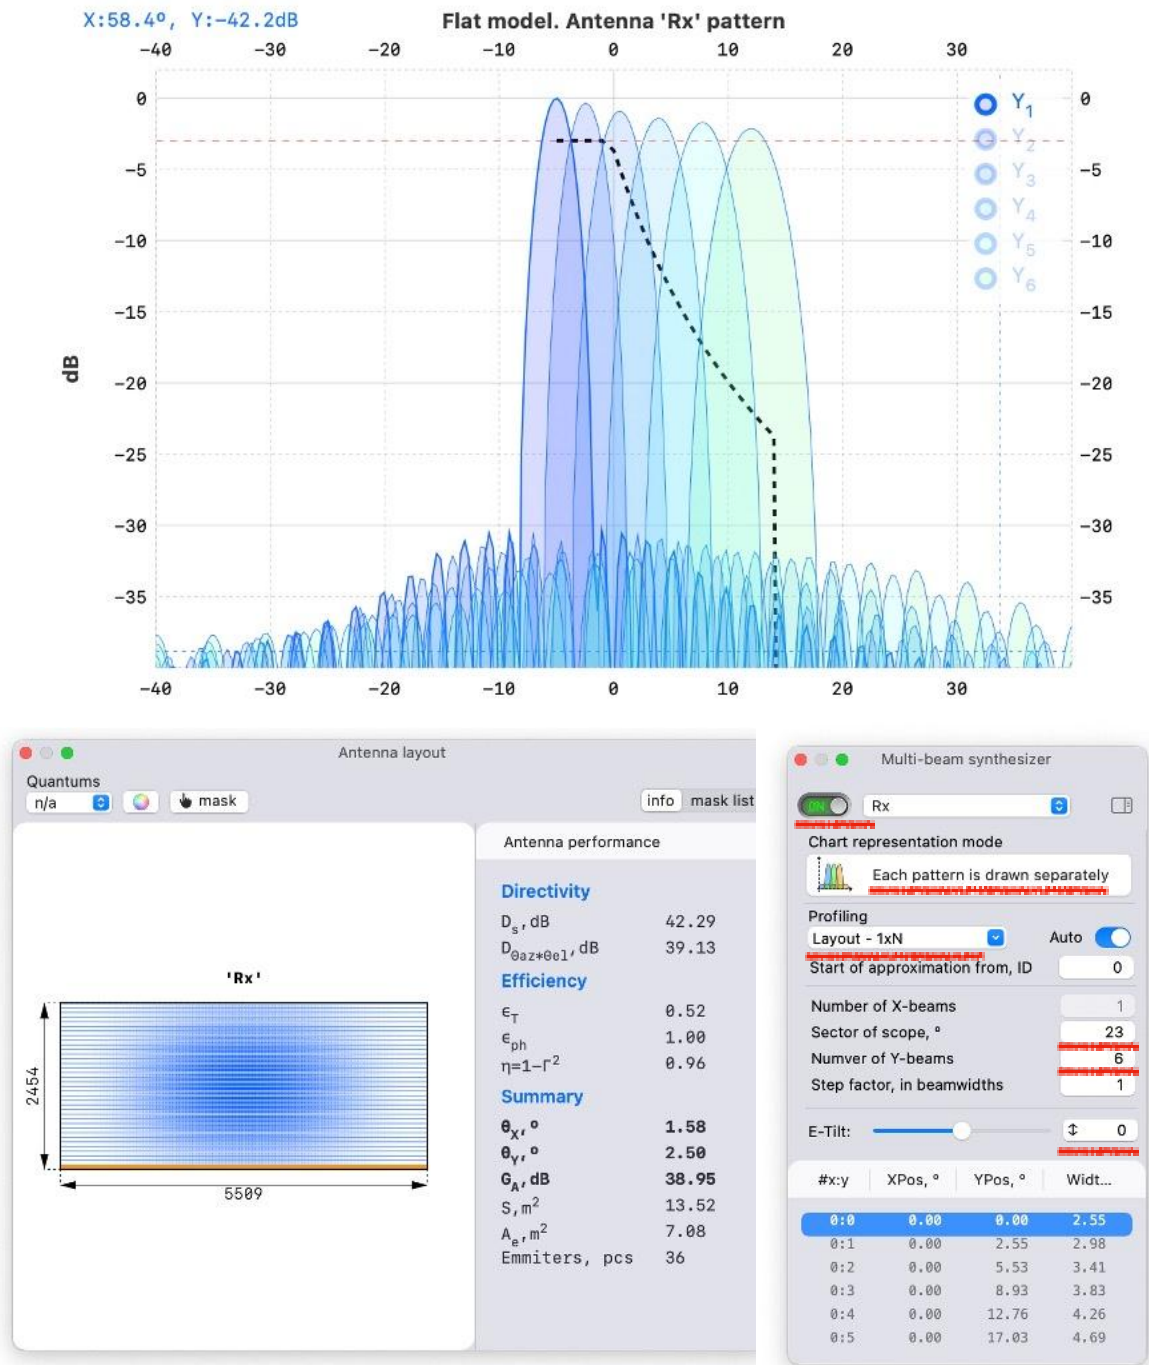 X:58.4º, Y:−42.2dB
Flat model. Antenna 'Rx' pattern
−40 −30 −20 −10 0 10 20 30
0 0
Y1
Y2
−5 −5
Y3
Y4
−10 −10
Y5
Y6
−15 −15
dB
−20 −20
−25 −25
−30 −30
−35 −35
−40 −30 −20 −10 0 10 20 30
Antenna layout
Quantums
n/a mask info mask list
Antenna performance
Directivity
Ds, dB 42.29
Dθaz*θel, dB 39.13
Efficiency
ϵT 0.52
ϵph 1.00
η=1−Γ2 0.96
Summary
θX, º 1.58
θY, º 2.50
GA, dB 38.95
S, m2 13.52
Ae, m2 7.08
Emmiters, pcs 36
'Rx'
2454
5509
Multi-beam synthesizer
ON Rx
Chart representation mode
Each pattern is drawn separately
Profiling
Layout - 1xN Auto
Start of approximation from, ID 0
Number of X-beams 1
Sector of scope, º 23
Numver of Y-beams 6
Step factor, in beamwidths 1
E-Tilt: 0
#x:y XPos, º YPos, º Widt...
0:0 0.00 0.00 2.55
0:1 0.00 2.55 2.98
0:2 0.00 5.53 3.41
0:3 0.00 8.93 3.83
0:4 0.00 12.76 4.26
0:5 0.00 17.03 4.69